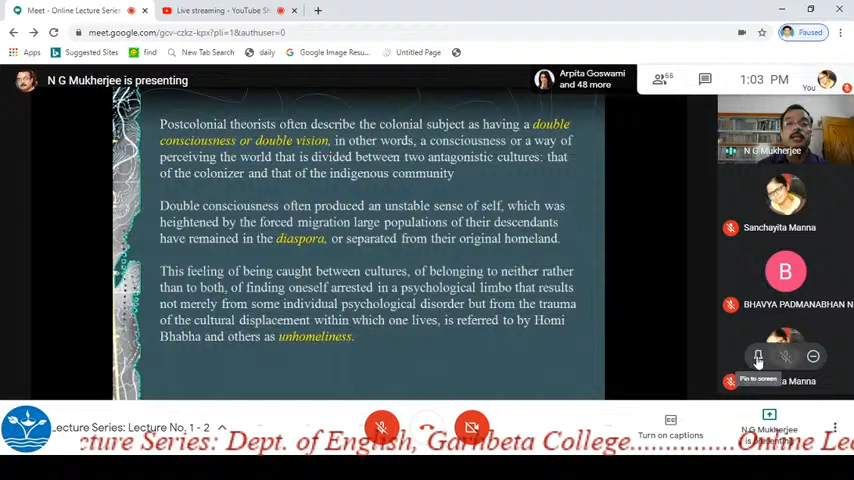 Meet - Online Lecture Series
Live streaming - YouTube S
meet.google.com/gcv-czkz-kpx?pli=1&authuser=0
Paused
Apps
Suggested Sites
fnb
New Tab Search
daily
Google Image Resu...
Untitled Page
N G Mukherjee is presenting
Arpita Goswami
and 48 more
66
1:03 PM
You
Postcolonial theorists often describe the colonial subject as having a double
consciousness or double vision, in other words, a consciousness or a way of
perceiving the world that is divided between two antagonistic cultures: that
of the colonizer and that of the indigenous community
Double consciousness often produced an unstable sense of self, which was
heightened by the forced migration large populations of their descendants
have remained in the diaspora, or separated from their original homeland.
This feeling of being caught between cultures, of belonging to neither rather
than to both, of finding oneself arrested in a psychological limbo that results
not merely from some individual psychological disorder but from the trauma
of the cultural displacement within which one lives, is referred to by Homi
Bhabha and others as unhomeliness.
N G Mukherjee
Sanchayita Manna
B
BHAVYA PADMANABHAN N
Pin to screen
Manna
Lecture Series: Lecture No. 1 - 2
Turn on captions
N G Mukherjee
is presenting
cture Series: Dept. of English, Garhbeta College...............Online Lec